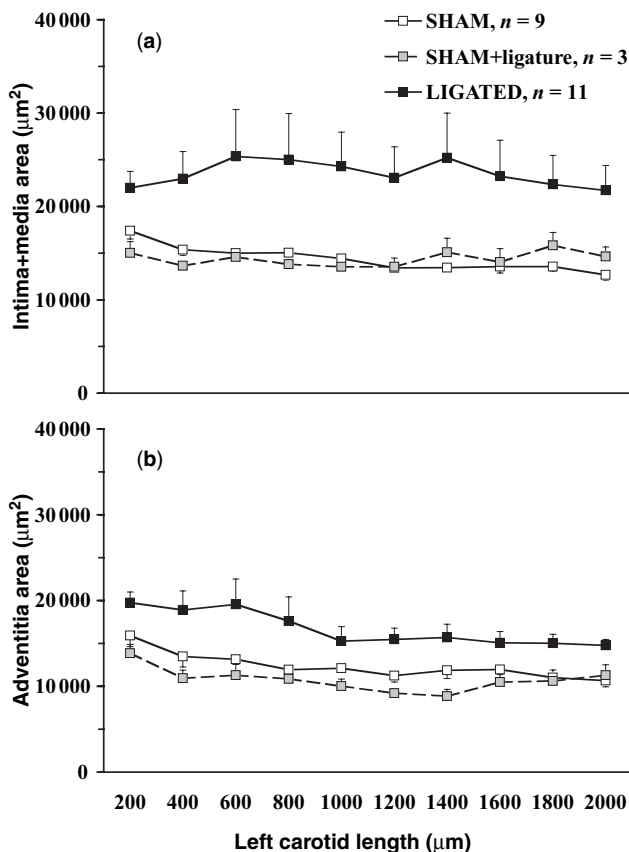 40 000
(a)
SHAM, n = 9
SHAM+ligature, n = 3
LIGATED, n = 11
30 000
20 000
10 000
0
Intima+media area (μm²)
40 000
(b)
30 000
20 000
10 000
0
Adventitia area (μm²)
200 400 600 800 1000 1200 1400 1600 1800 2000
Left carotid length (μm)